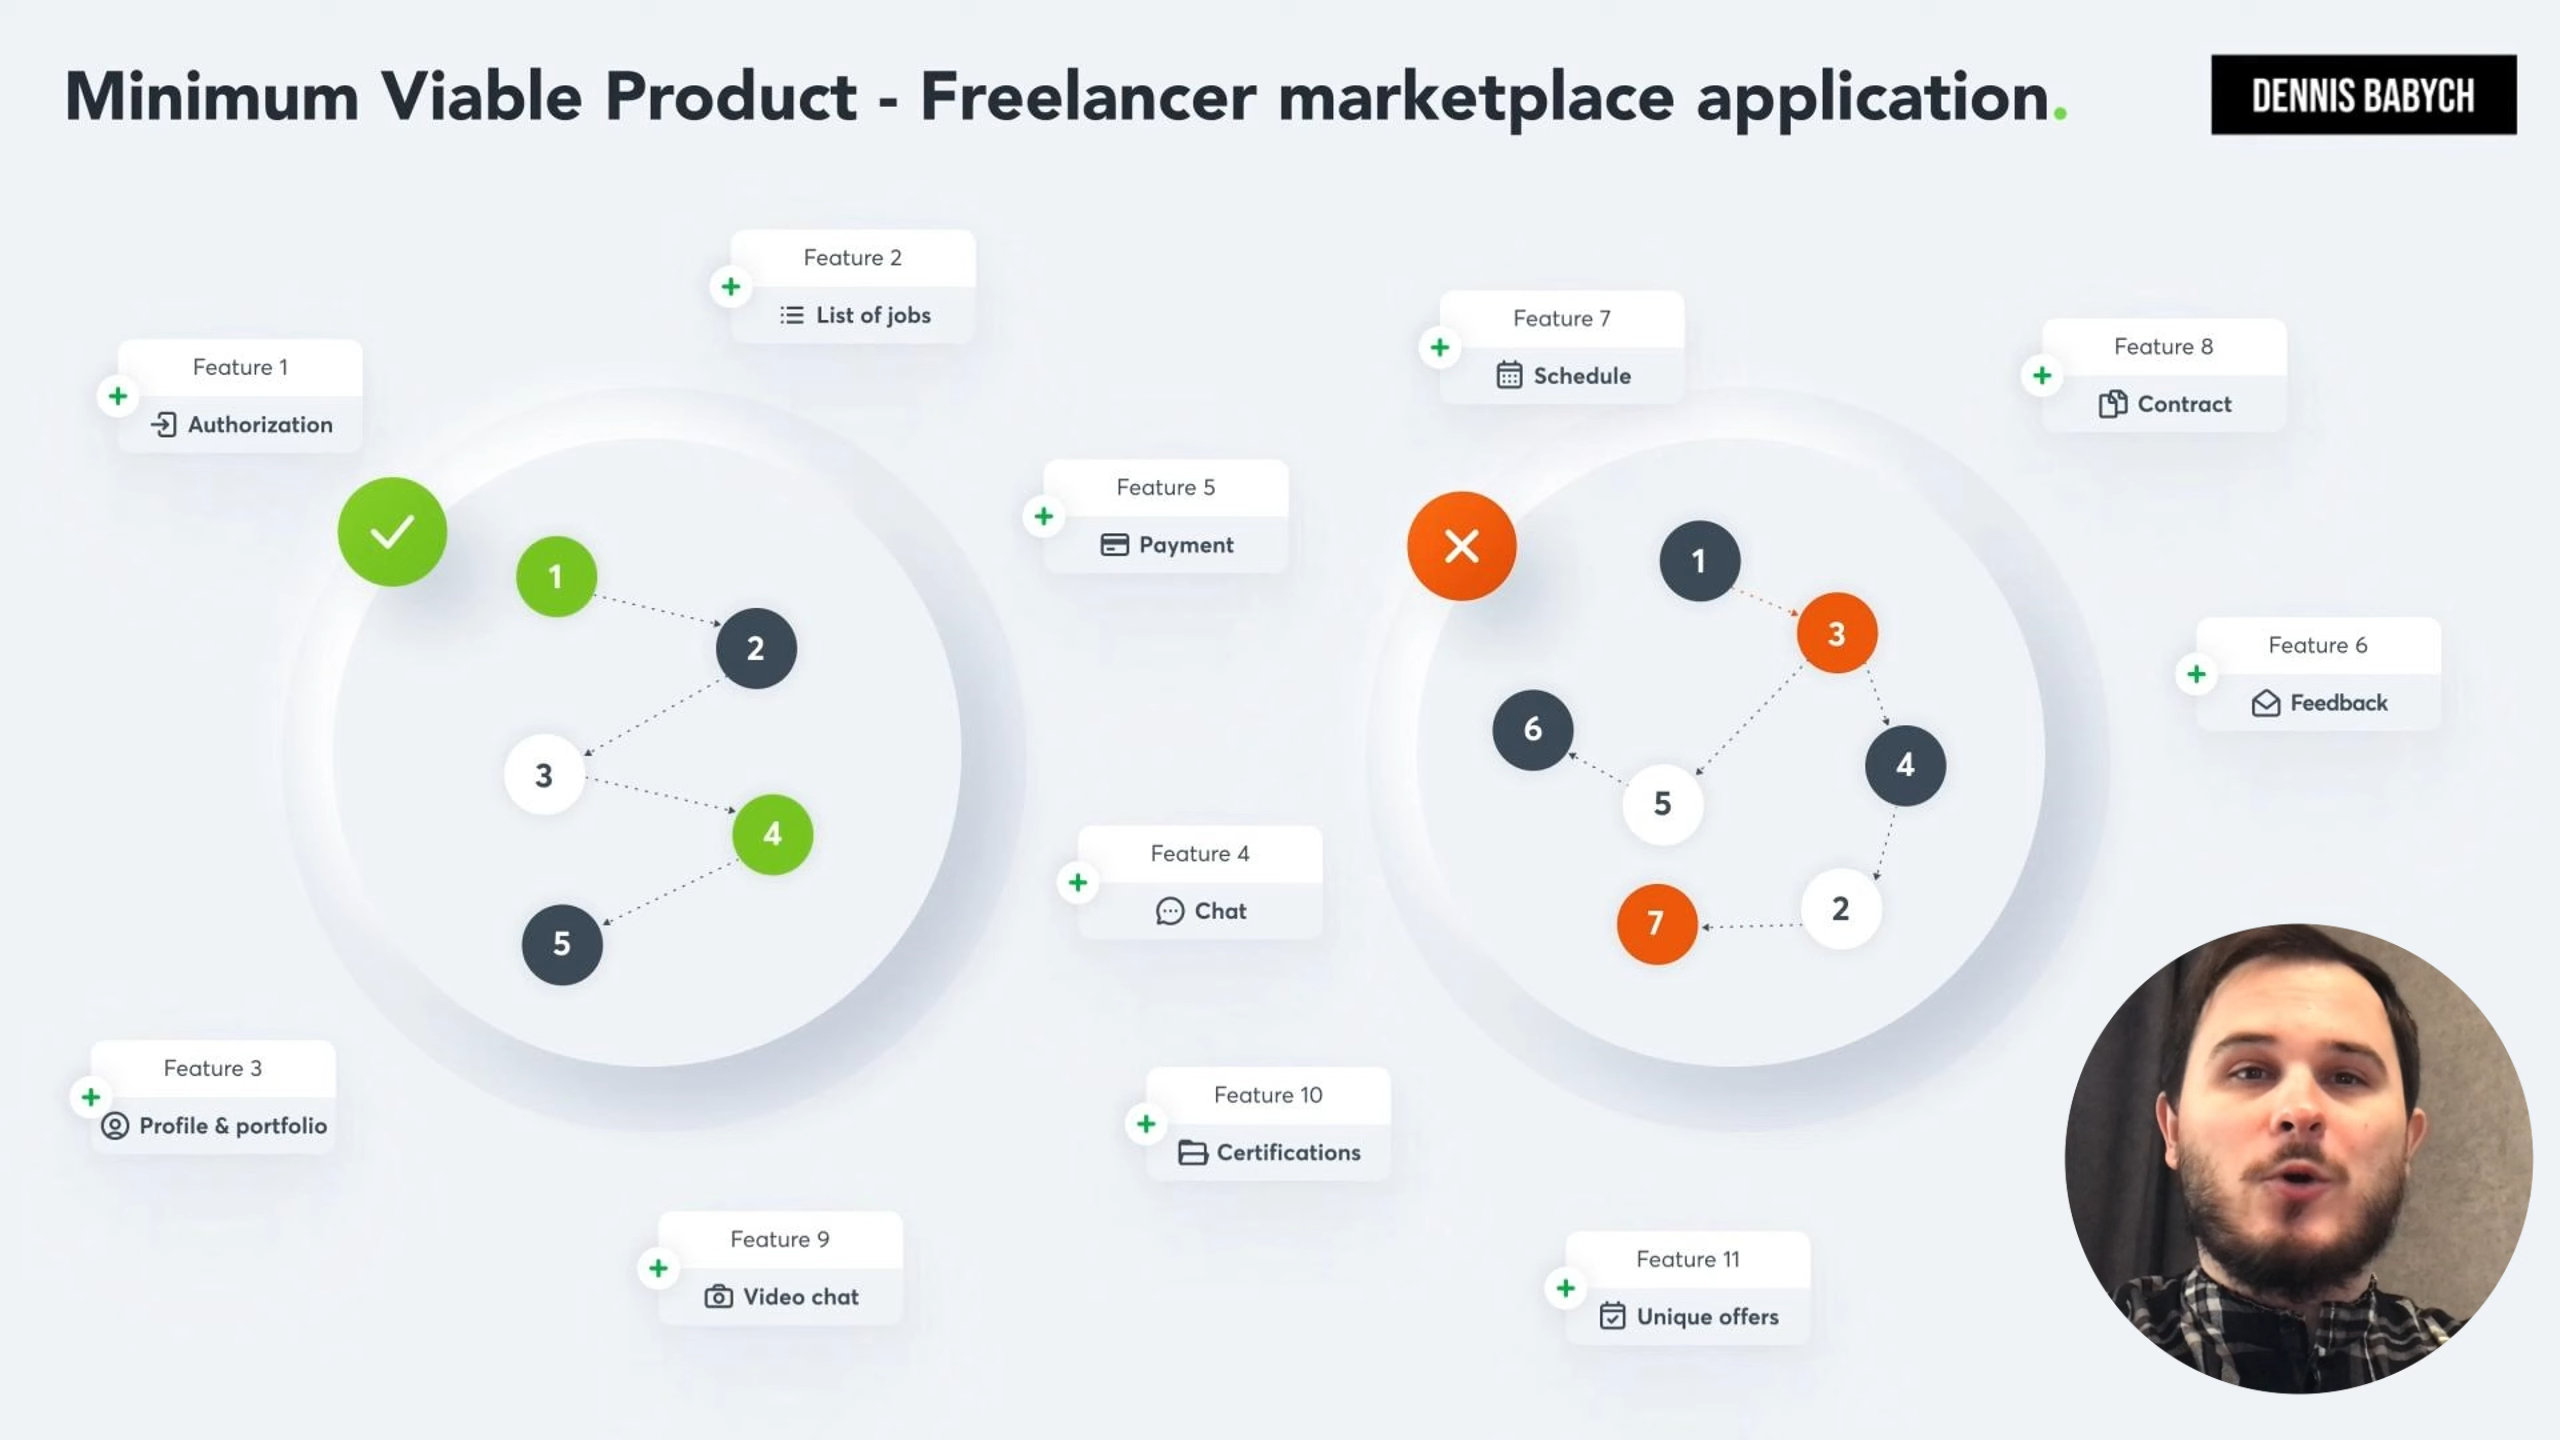 Minimum Viable Product - Freelancer marketplace application.
DENNIS BABYCH
Feature 2
List of jobs
Feature 7
Schedule
Feature 8
Contract
Feature 1
Authorization
Feature 5
Payment
Feature 6
Feedback
1
2
3
4
5
1
3
6
4
5
2
7
Feature 4
Chat
Feature 3
Profile & portfolio
Feature 10
Certifications
Feature 9
Video chat
Feature 11
Unique offers